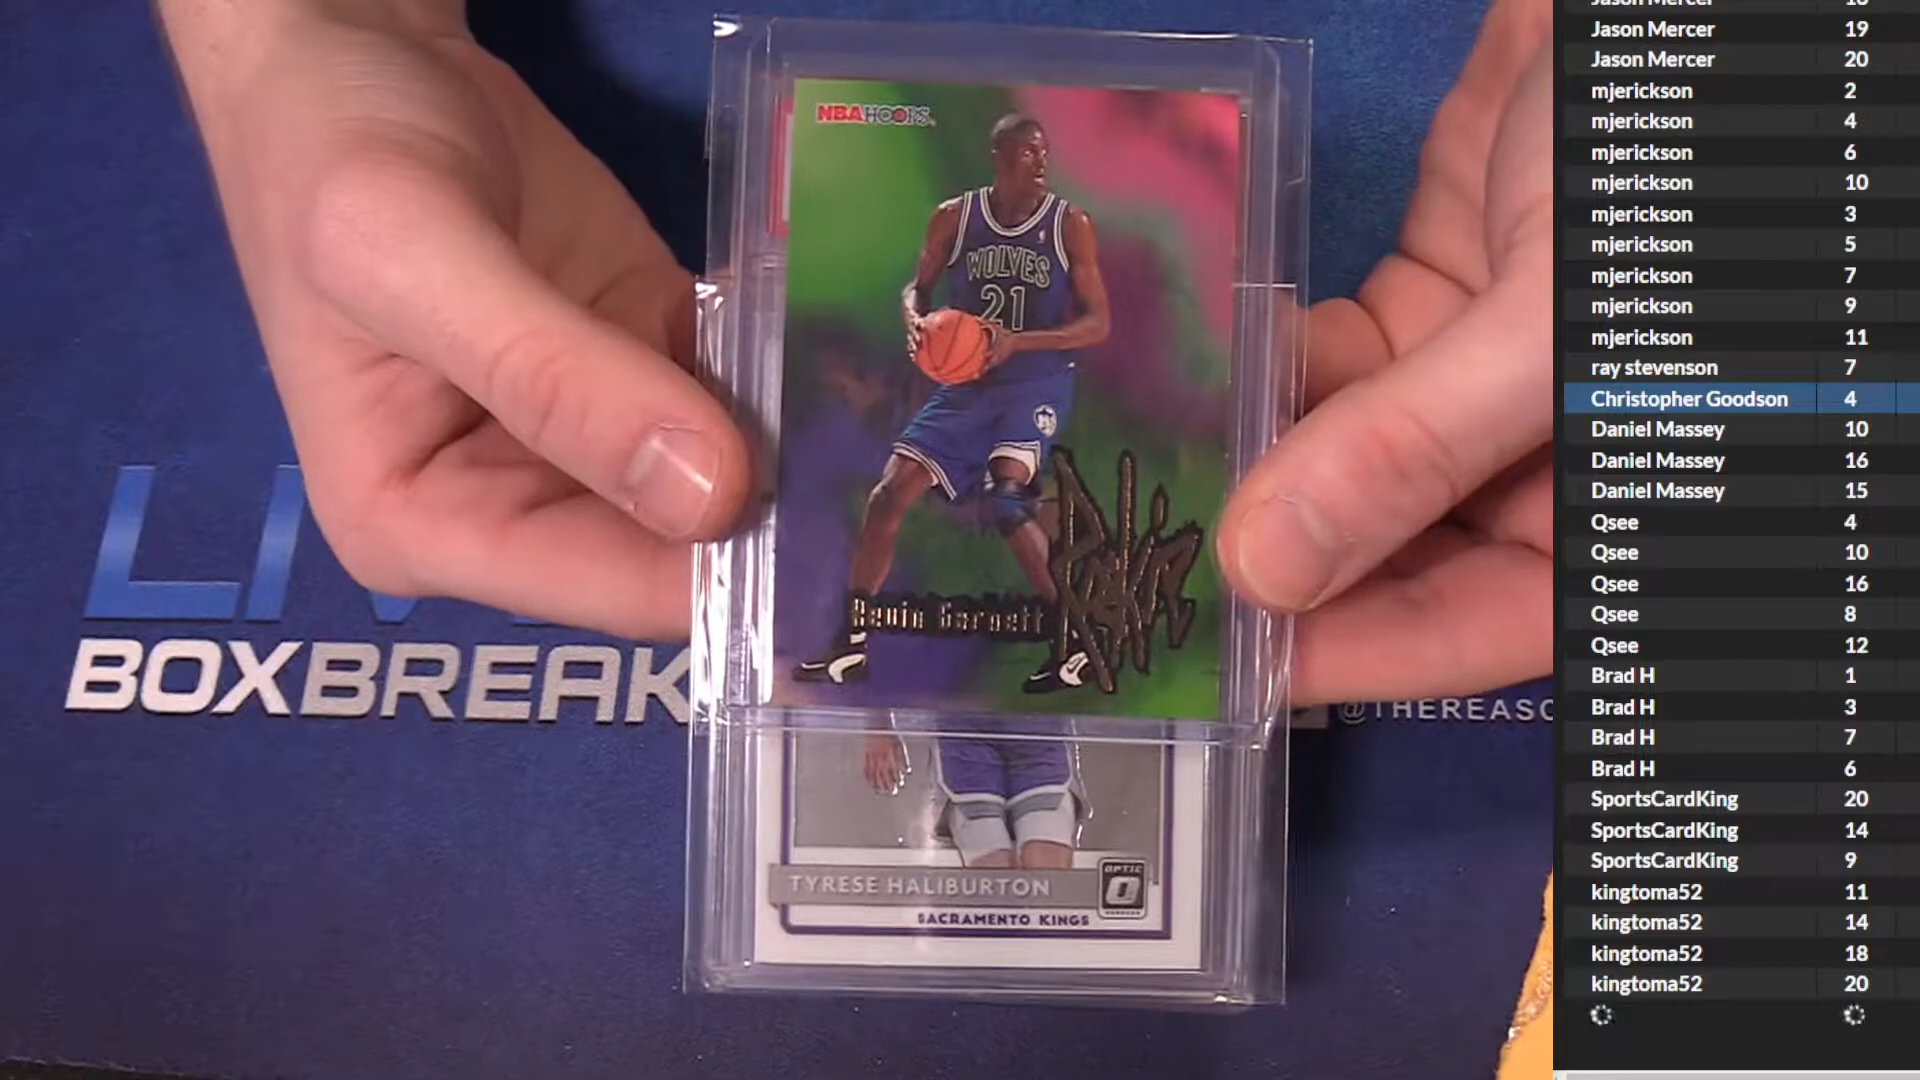 NBA HOOPS
WOLVES
21
Kevin Garnett
Rookie
TYRESE HALIBURTON
OPTIC
SACRAMENTO KINGS
BOXBREAK
@THEREASO
Jason Mercer 18
Jason Mercer 19
Jason Mercer 20
mjerickson 2
mjerickson 4
mjerickson 6
mjerickson 10
mjerickson 3
mjerickson 5
mjerickson 7
mjerickson 9
mjerickson 11
ray stevenson 7
Christopher Goodson 4
Daniel Massey 10
Daniel Massey 16
Daniel Massey 15
Qsee 4
Qsee 10
Qsee 16
Qsee 8
Qsee 12
Brad H 1
Brad H 3
Brad H 7
Brad H 6
SportsCardKing 20
SportsCardKing 14
SportsCardKing 9
kingtoma52 11
kingtoma52 14
kingtoma52 18
kingtoma52 20